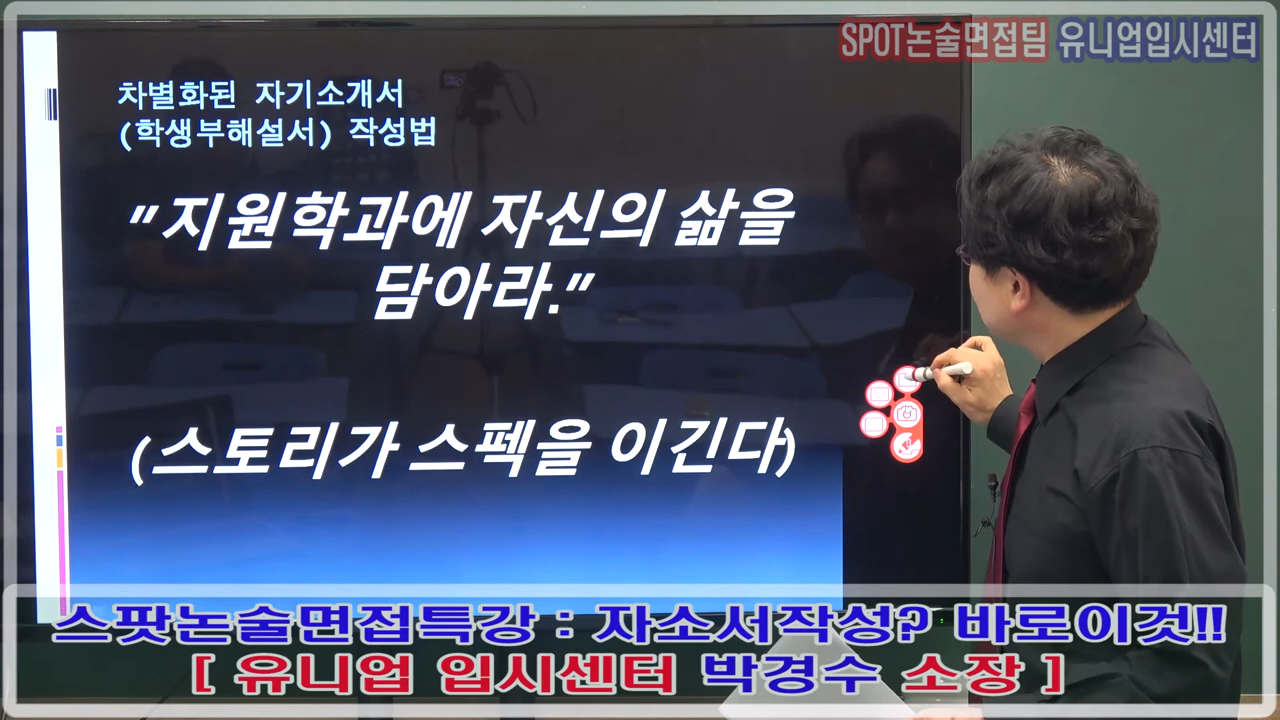 SPOT논술면접팀 유니업입시센터
차별화된 자기소개서
(학생부해설서) 작성법
"지원학과에 자신의 삶을
담아라."
(스토리가 스펙을 이긴다)
스팟논술면접특강 : 자소서작성? 바로이것!!
[ 유니업 입시센터 박경수 소장 ]